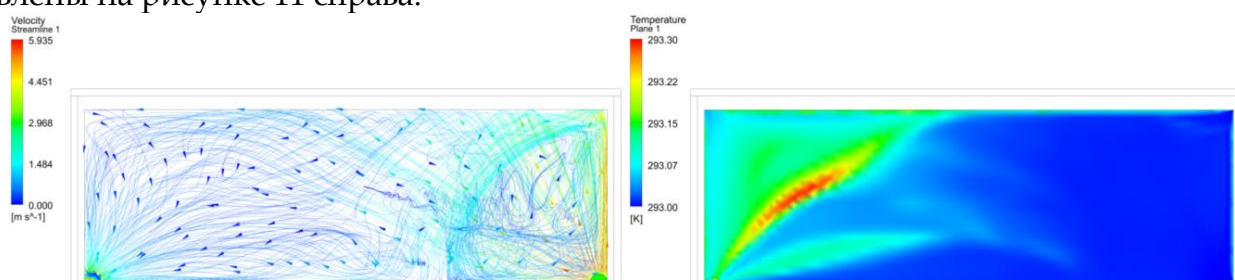 влены на рисунке 11 справа.
Velocity
Streamline 1
5.935
4.451
2.968
1.484
0.000
[m s^-1]
Temperature
Plane 1
293.30
293.22
293.15
293.07
293.00
[K]